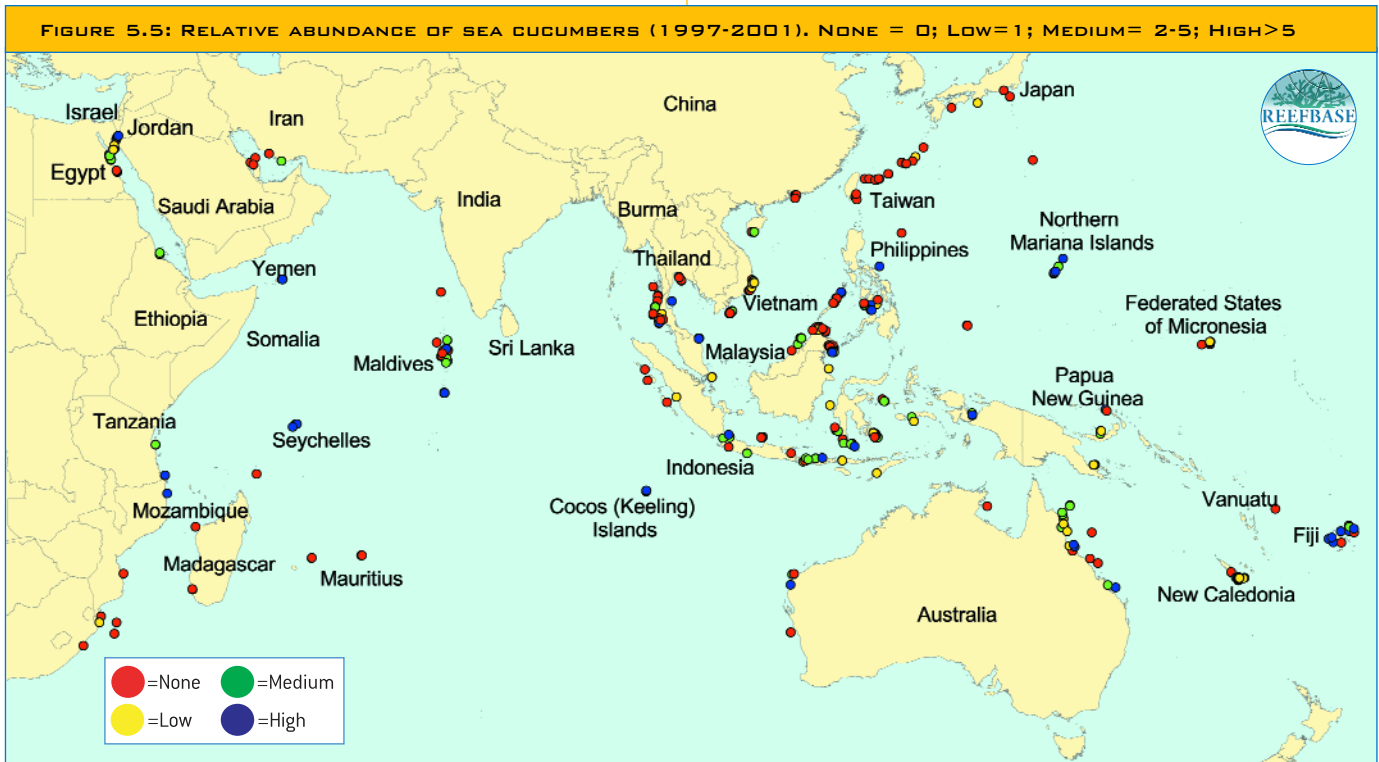 FIGURE 5.5: RELATIVE ABUNDANCE OF SEA CUCUMBERS (1997-2001). NONE = 0; LOW=1; MEDIUM= 2-5; HIGH>5
REEFBASE
Japan
China
Israel
Jordan
Iran
Egypt
Saudi Arabia
India
Burma
Taiwan
Northern
Mariana Islands
Thailand
Philippines
Yemen
Vietnam
Federated States
of Micronesia
Ethiopia
Somalia
Sri Lanka
Maldives
Malaysia
Papua
New Guinea
Tanzania
Seychelles
Indonesia
Cocos (Keeling)
Islands
Mozambique
Vanuatu
Fiji
Madagascar
Mauritius
New Caledonia
Australia
=None
=Medium
=Low
=High